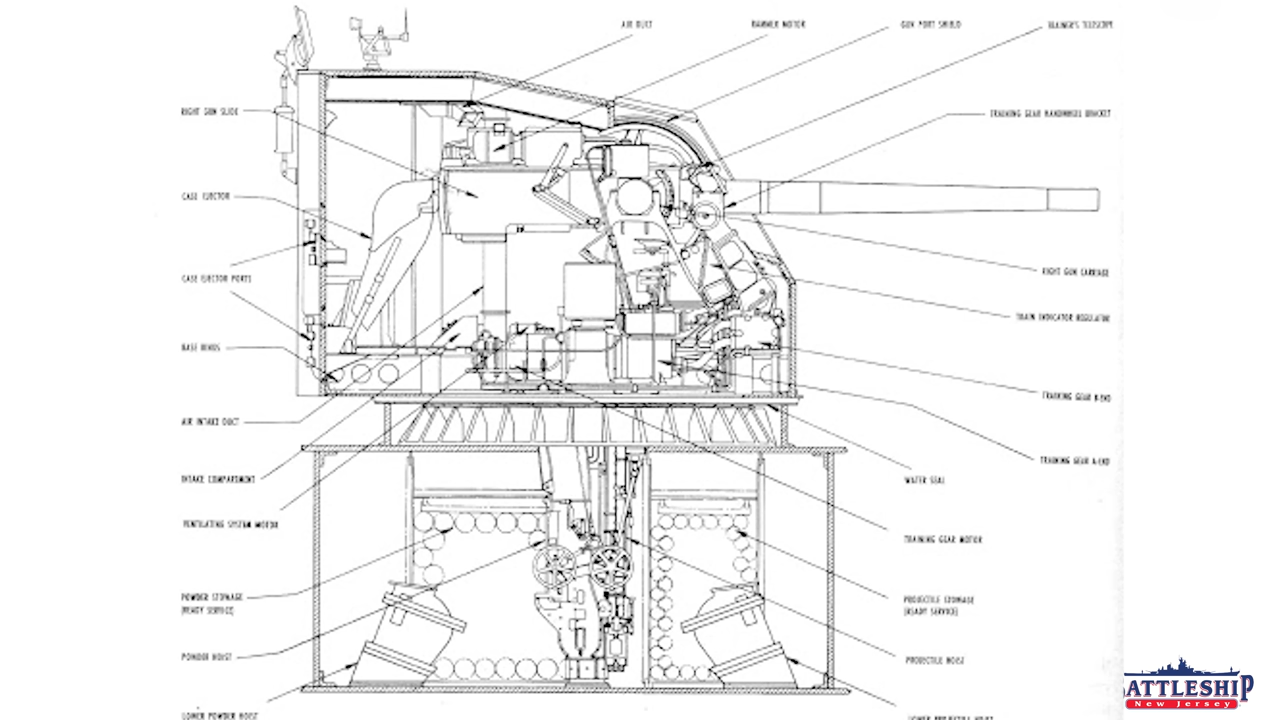 AIR DUCT
RAMMER MOTOR
GUN PORT SHIELD
TRAINER'S TELESCOPE
RIGHT GUN SLIDE
TRAINING GEAR HANDWHEEL BRACKET
CASE EJECTOR
RIGHT GUN CARRIAGE
CASE EJECTOR PORTS
TRAIN INDICATOR REGULATOR
BASE RINGS
TRAINING GEAR B-END
AIR INTAKE DUCT
TRAINING GEAR A-END
INTAKE COMPARTMENT
WATER SEAL
VENTILATING SYSTEM MOTOR
TRAINING GEAR MOTOR
POWDER STOWAGE
(READY SERVICE)
PROJECTILE STOWAGE
(READY SERVICE)
POWDER HOIST
PROJECTILE HOIST
LOWER POWDER HOIST
LOWER PROJECTILE HOIST
BATTLESHIP
New Jersey